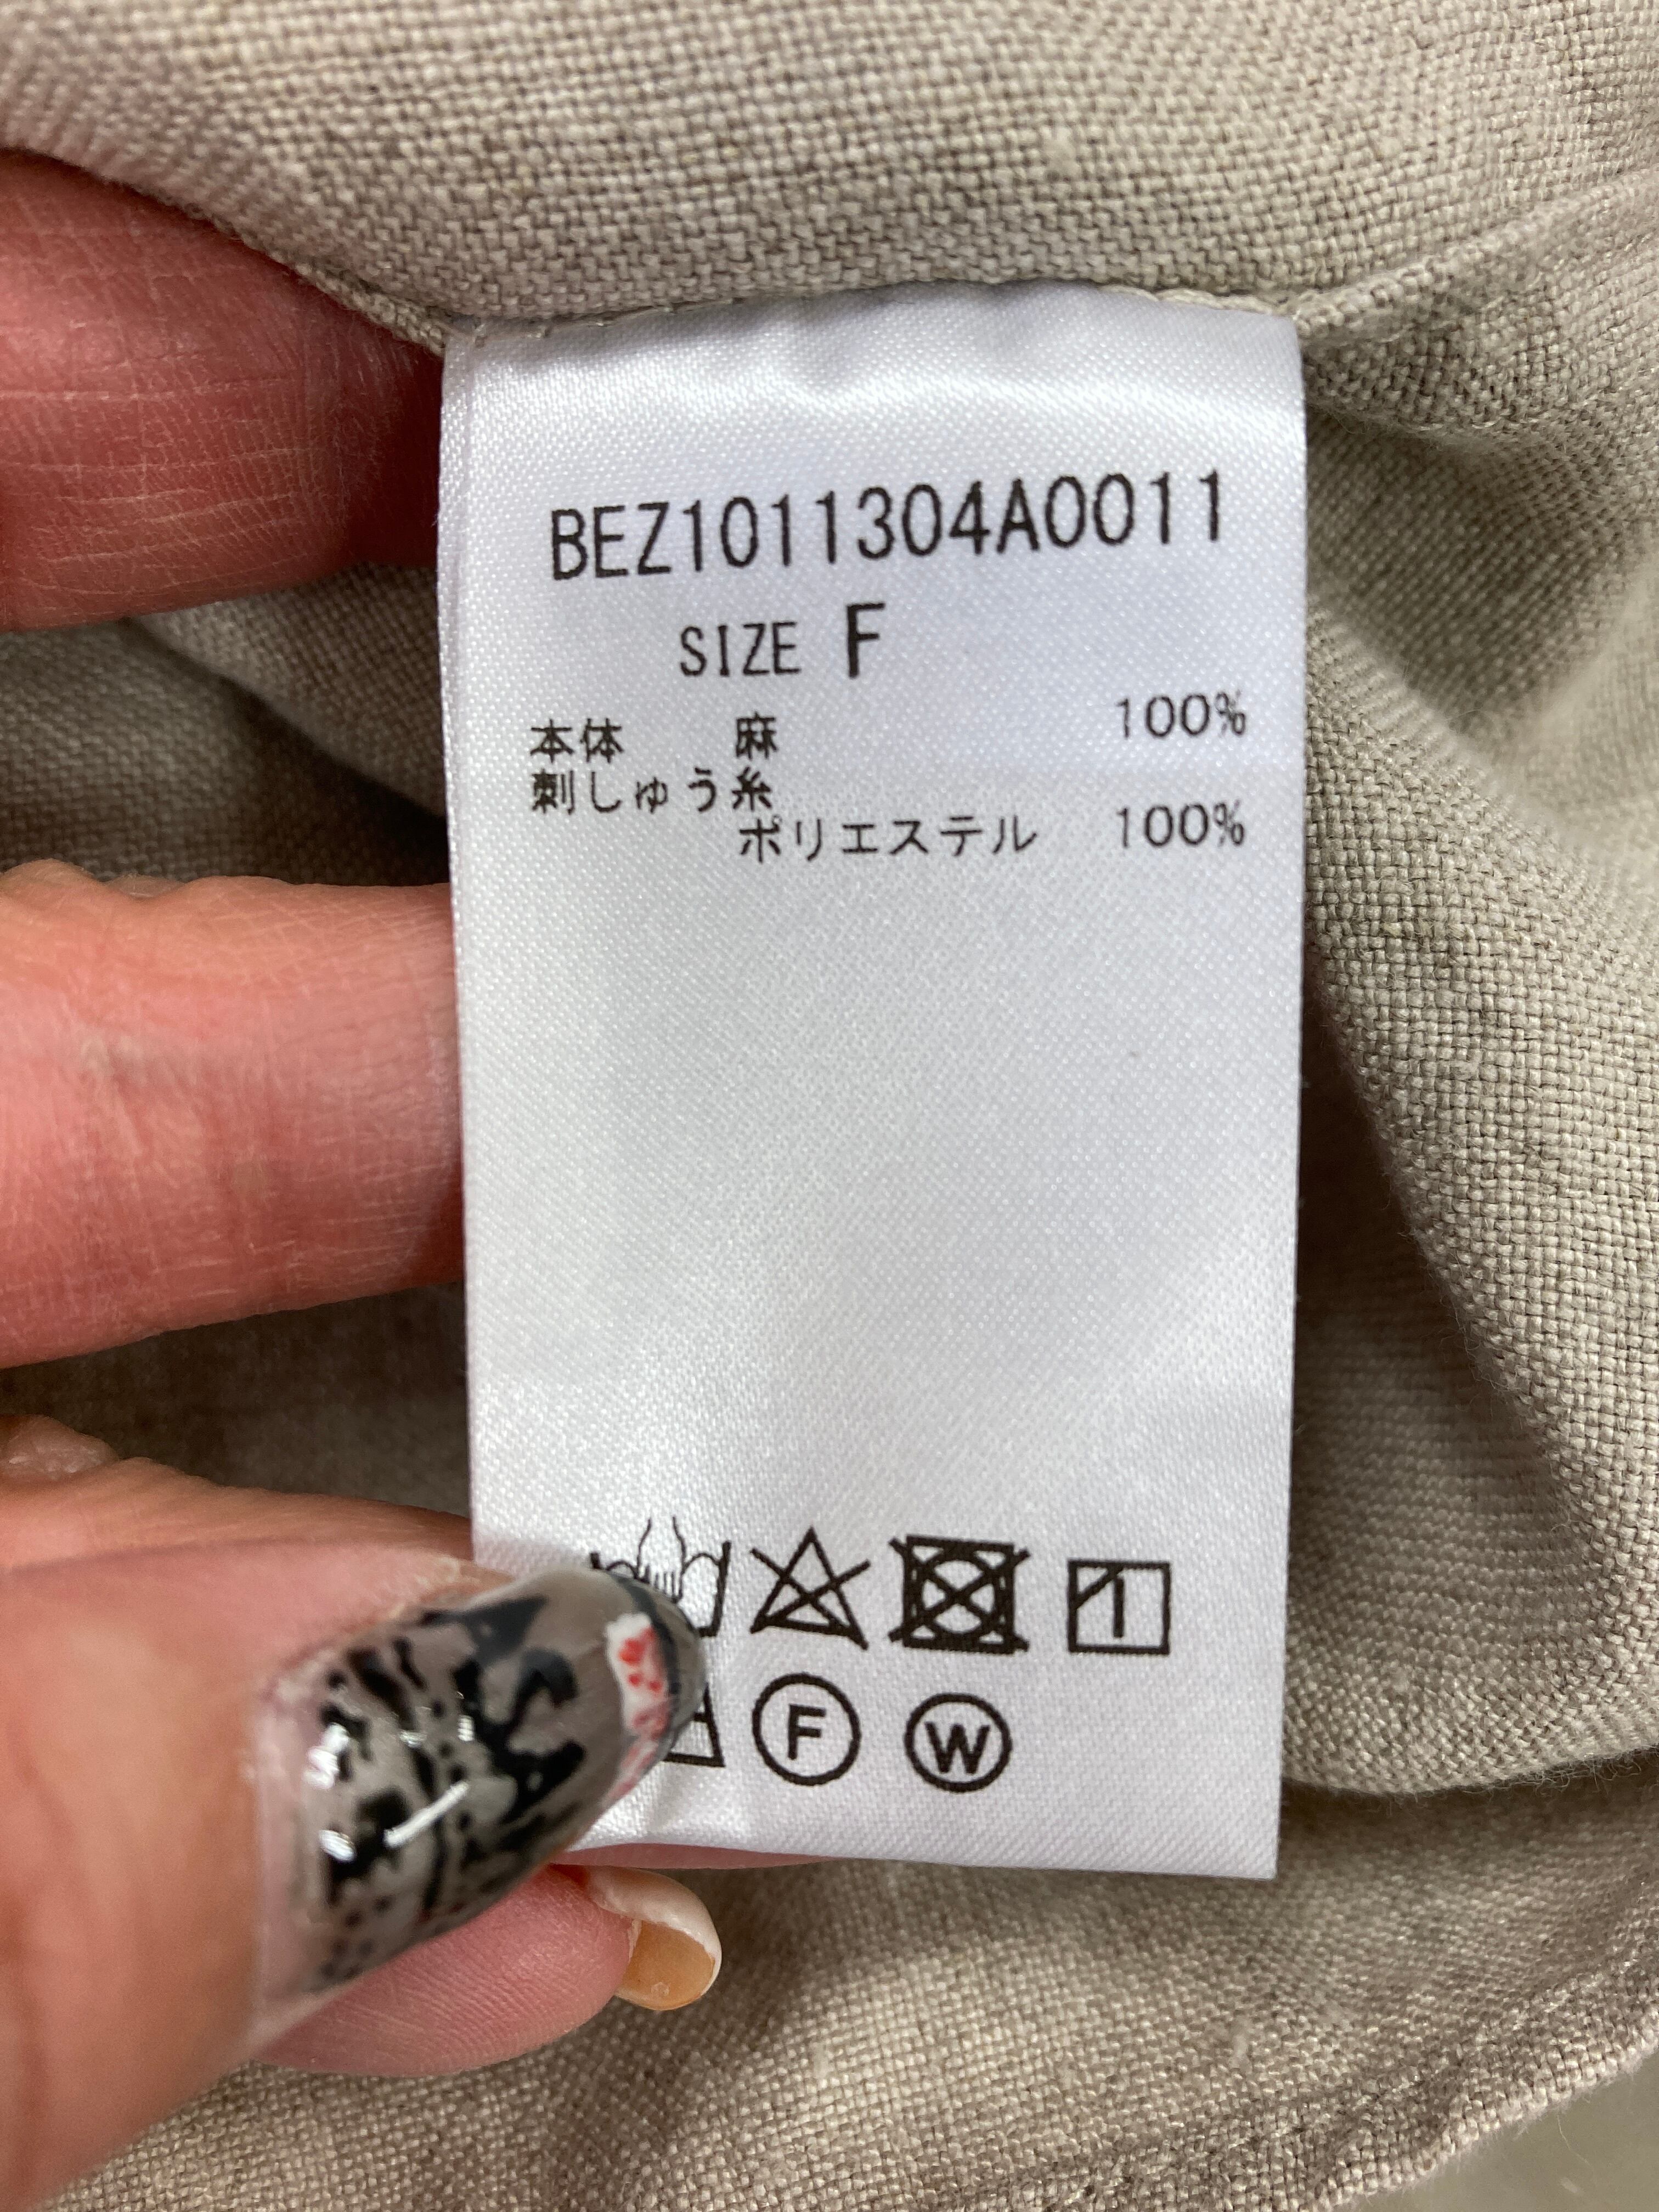 BEZ1011304A0011
SIZE F
本体 麻 100%
刺しゅう糸
ポリエステル 100%
F W